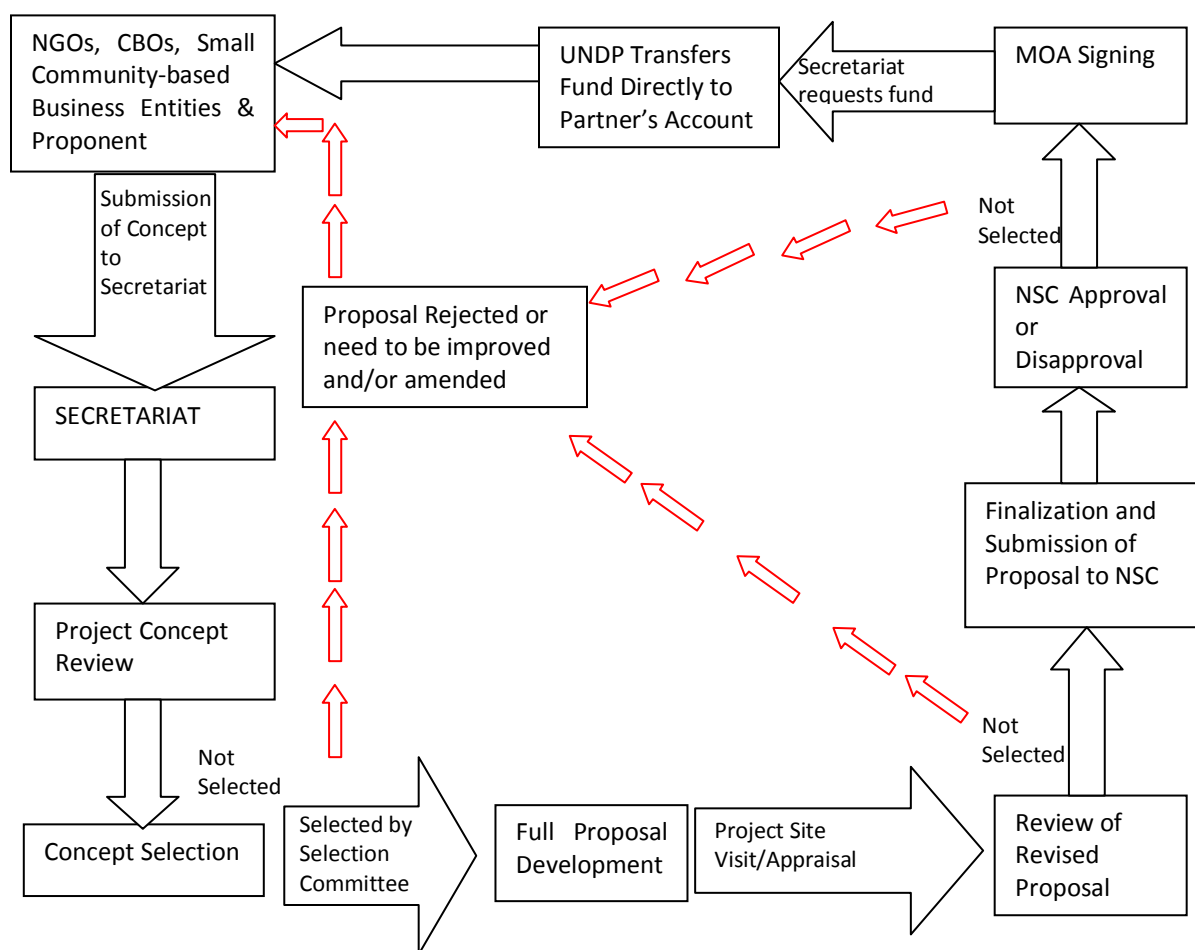 NGOs, CBOs, Small
Community-based
Business Entities &
Proponent
UNDP Transfers
Fund Directly to
Partner's Account
Secretariat
requests fund
MOA Signing
Submission
of Concept
to
Secretariat
Not
Selected
Proposal Rejected or
need to be improved
and/or amended
NSC Approval
or
Disapproval
SECRETARIAT
Finalization and
Submission of
Proposal to NSC
Project Concept
Review
Not
Selected
Not
Selected
Concept Selection
Selected by
Selection
Committee
Full Proposal
Development
Project Site
Visit/Appraisal
Review of
Revised
Proposal